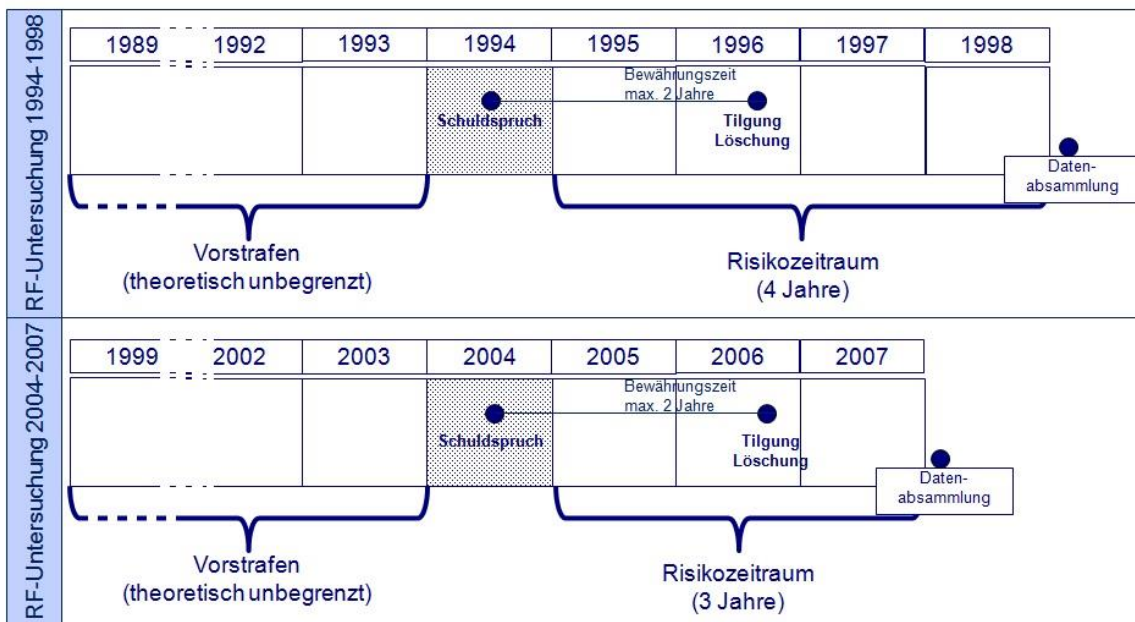 RF-Untersuchung 1994-1998
1989 1992 1993 1994 1995 1996 1997 1998
Bewährungszeit
max. 2 Jahre
Schuldspruch
Tilgung
Löschung
Daten-
absammlung
Vorstrafen
(theoretisch unbegrenzt)
Risikozeitraum
(4 Jahre)
RF-Untersuchung 2004-2007
1999 2002 2003 2004 2005 2006 2007
Bewährungszeit
max. 2 Jahre
Schuldspruch
Tilgung
Löschung
Daten-
absammlung
Vorstrafen
(theoretisch unbegrenzt)
Risikozeitraum
(3 Jahre)